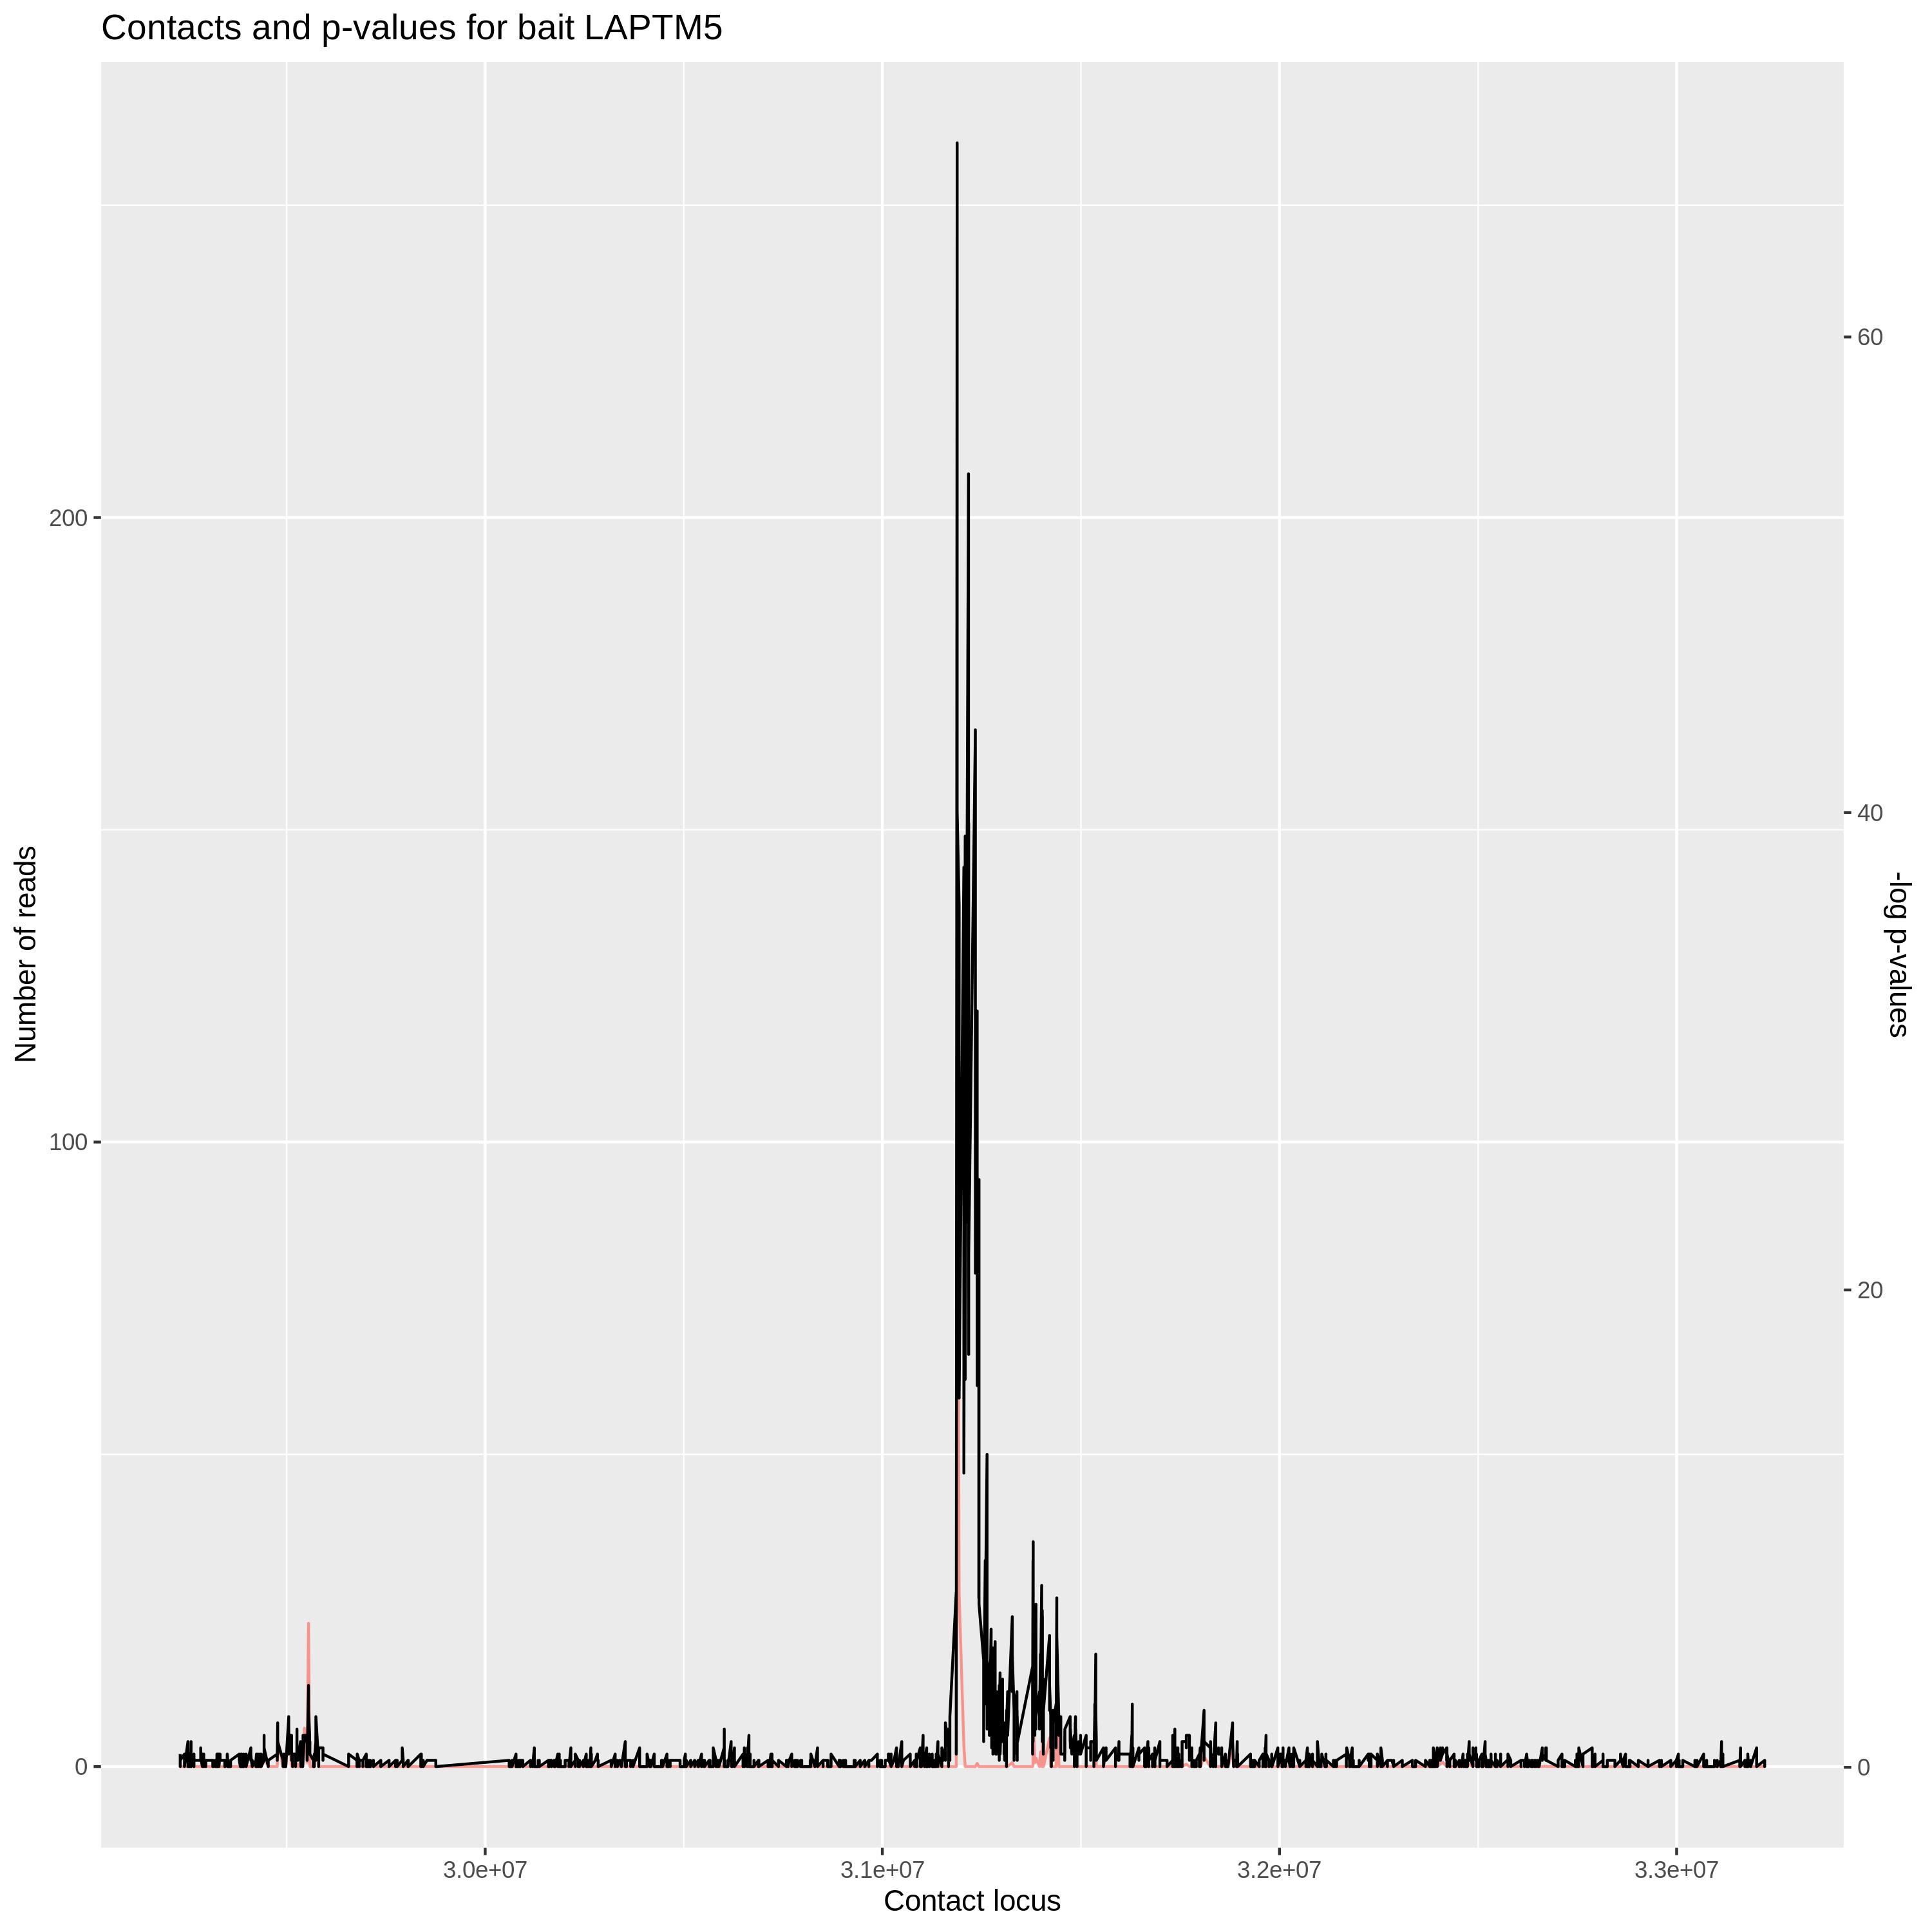 Contacts and p-values for bait LAPTM5
Number of reads
200
100
0
60
40
20
0
-log p-values
3.0e+07 3.1e+07 3.2e+07 3.3e+07
Contact locus